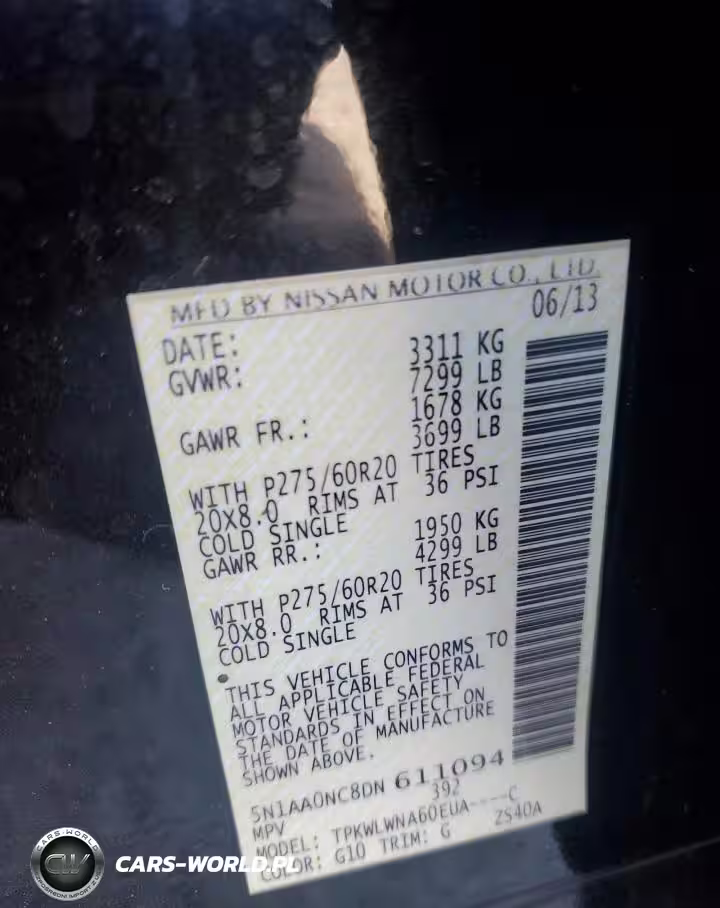 MFD BY NISSAN MOTOR CO., LTD.
DATE: 06/13
GVWR: 3311 KG
7299 LB
GAWR FR.: 1678 KG
3699 LB
WITH P275/60R20 TIRES
20X8.0 RIMS AT 36 PSI
COLD SINGLE
GAWR RR.: 1950 KG
4299 LB
WITH P275/60R20 TIRES
20X8.0 RIMS AT 36 PSI
COLD SINGLE
THIS VEHICLE CONFORMS TO
ALL APPLICABLE FEDERAL
MOTOR VEHICLE SAFETY
STANDARDS IN EFFECT ON
THE DATE OF MANUFACTURE
SHOWN ABOVE.
5N1AA0NC8DN 611094
MPV 392
MODEL: TPKWLWNA60EUA----C
COLOR: G10 TRIM: G ZS40A
CARS-WORLD
CW
CARS-WORLD.PL